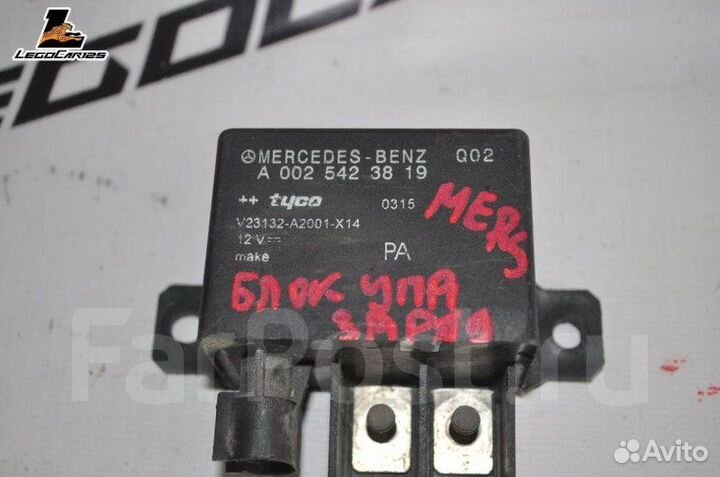 LEGOCAR125
MERCEDES-BENZ Q02
A 002 542 38 19
++ tyco 0315
V23132-A2001-X14
12 V
make PA
MERS
БЛОК УПА
ЗАРЯД
FarPost.ru
Avito